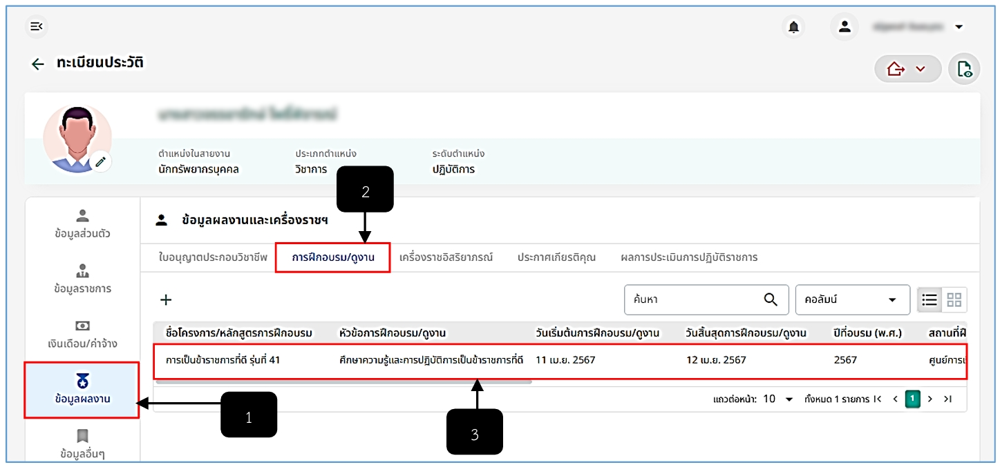 ทะเบียนประวัติ
ตำแหน่งในสายงาน ประเภทตำแหน่ง ระดับตำแหน่ง
นักทรัพยากรบุคคล วิชาการ ปฏิบัติการ
2
ข้อมูลส่วนตัว
ข้อมูลราชการ
เงินเดือน/ค่าจ้าง
ข้อมูลผลงาน
ข้อมูลอื่นๆ
1
ข้อมูลผลงานและเครื่องราชฯ
ใบอนุญาตประกอบวิชาชีพ การฝึกอบรม/ดูงาน เครื่องราชอิสริยาภรณ์ ประกาศเกียรติคุณ ผลการประเมินการปฏิบัติราชการ
ค้นหา คอลัมน์
ชื่อโครงการ/หลักสูตรการฝึกอบรม หัวข้อการฝึกอบรม/ดูงาน วันเริ่มต้นการฝึกอบรม/ดูงาน วันสิ้นสุดการฝึกอบรม/ดูงาน ปีที่อบรม (พ.ศ.) สถานที่ฝึ
การเป็นข้าราชการที่ดี รุ่นที่ 41 ศึกษาความรู้และการปฏิบัติการเป็นข้าราชการที่ดี 11 เม.ย. 2567 12 เม.ย. 2567 2567 ศูนย์การเ
แถวต่อหน้า: 10 ทั้งหมด 1 รายการ 1
3